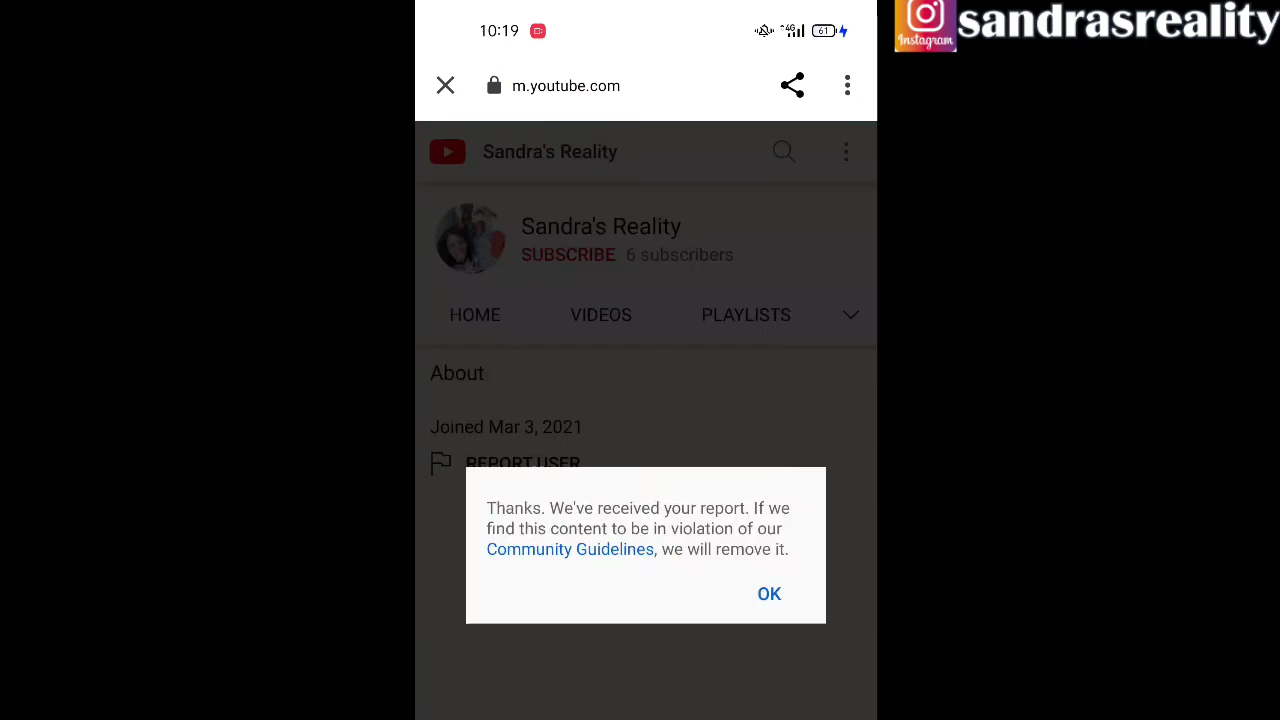 10:19
4G 61
Instagram
sandrasreality
m.youtube.com
Sandra's Reality
Sandra's Reality
SUBSCRIBE 6 subscribers
HOME VIDEOS PLAYLISTS
About
Joined Mar 3, 2021
REPORT USER
Thanks. We've received your report. If we
find this content to be in violation of our
Community Guidelines, we will remove it.
OK